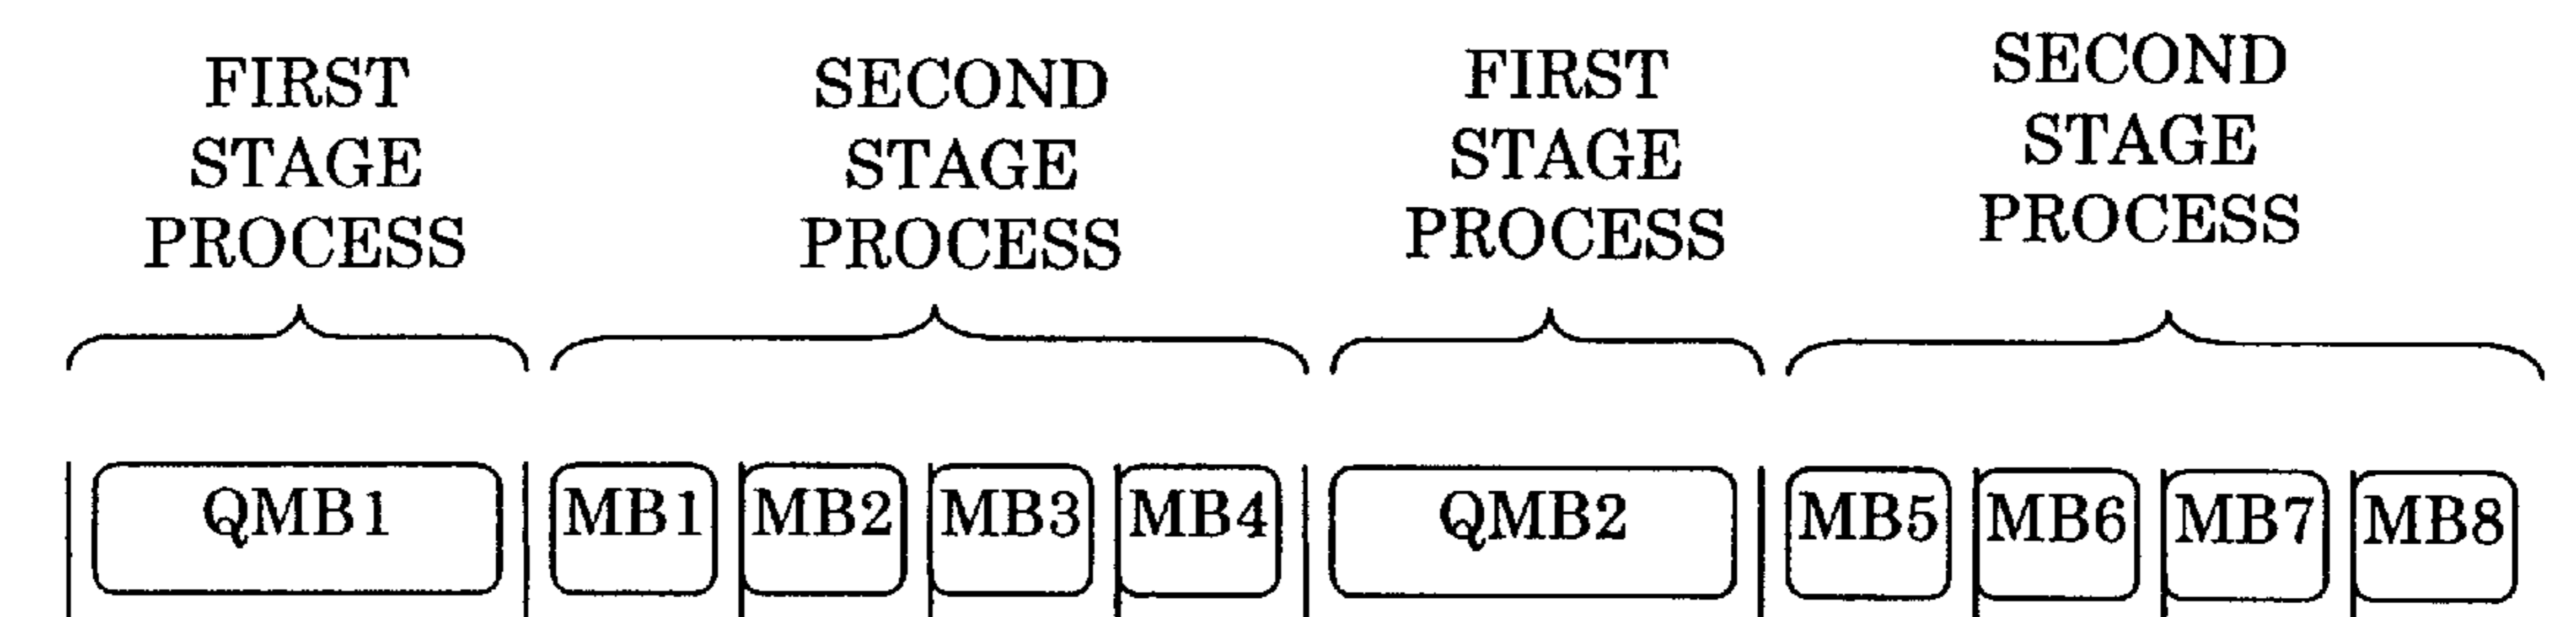 FIRST
STAGE
PROCESS
SECOND
STAGE
PROCESS
FIRST
STAGE
PROCESS
SECOND
STAGE
PROCESS
QMB1 MB1 MB2 MB3 MB4 QMB2 MB5 MB6 MB7 MB8